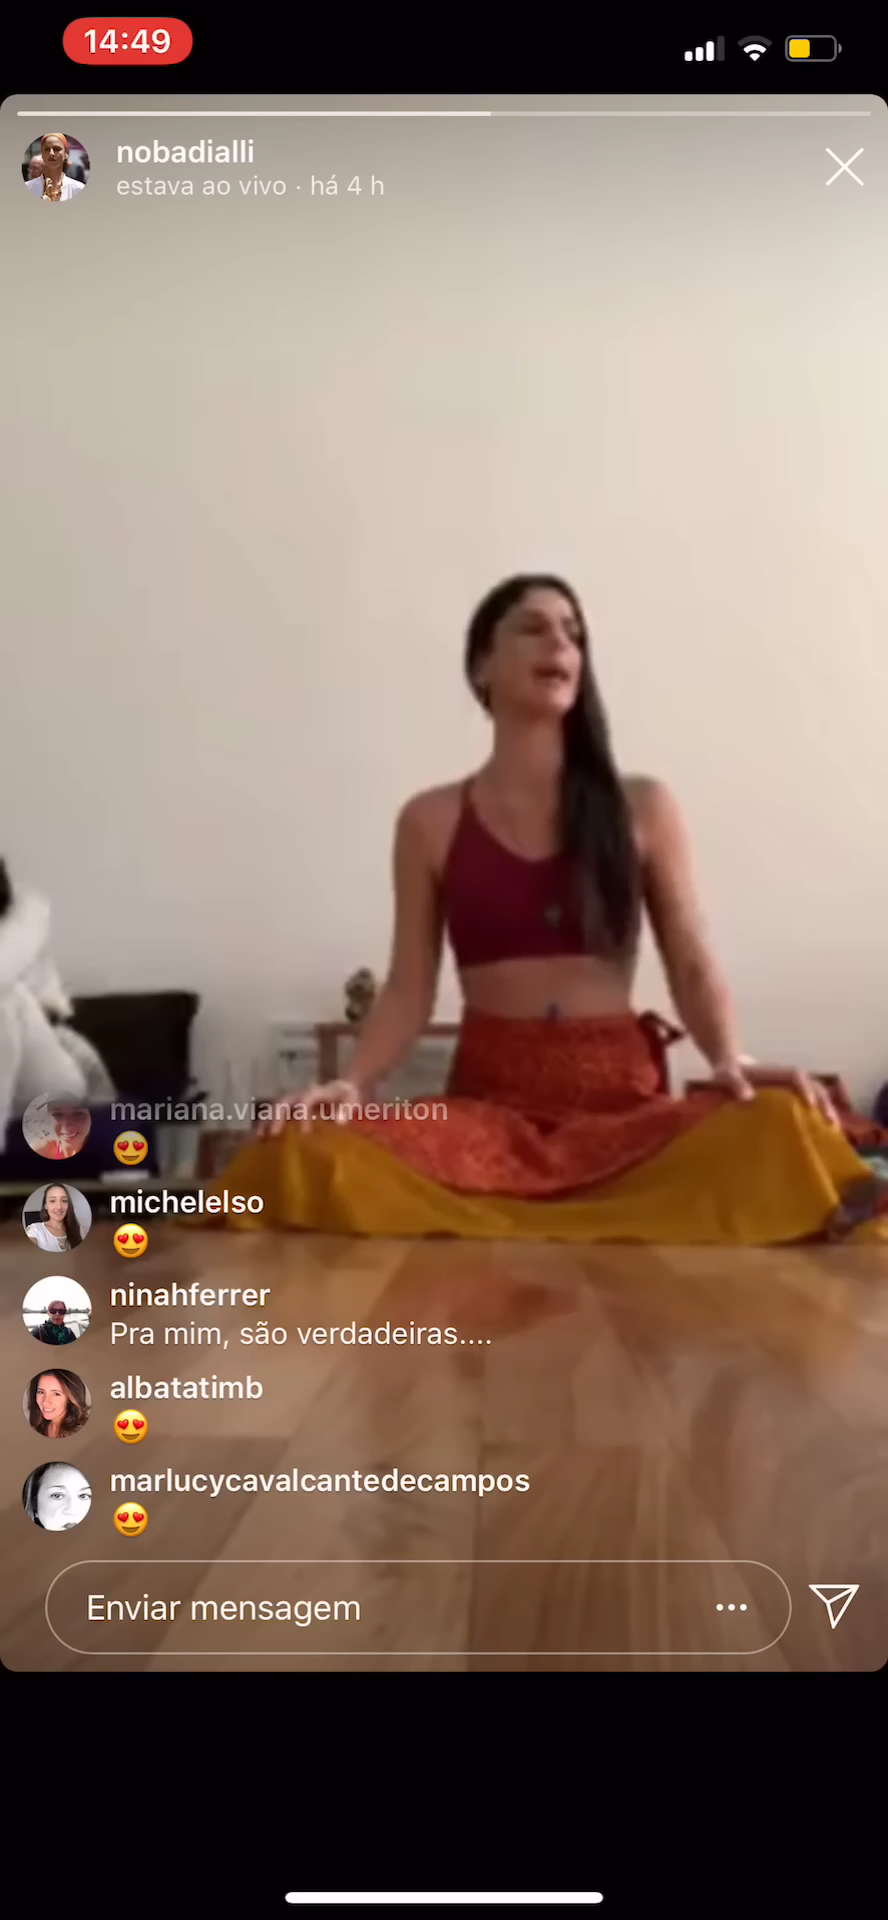 14:49
nobadialli
estava ao vivo · há 4 h
mariana.viana.umeriton
😍
michelelso
😍
ninahferrer
Pra mim, são verdadeiras....
albatatimb
😍
marlucycavalcantedecampos
😍
Enviar mensagem